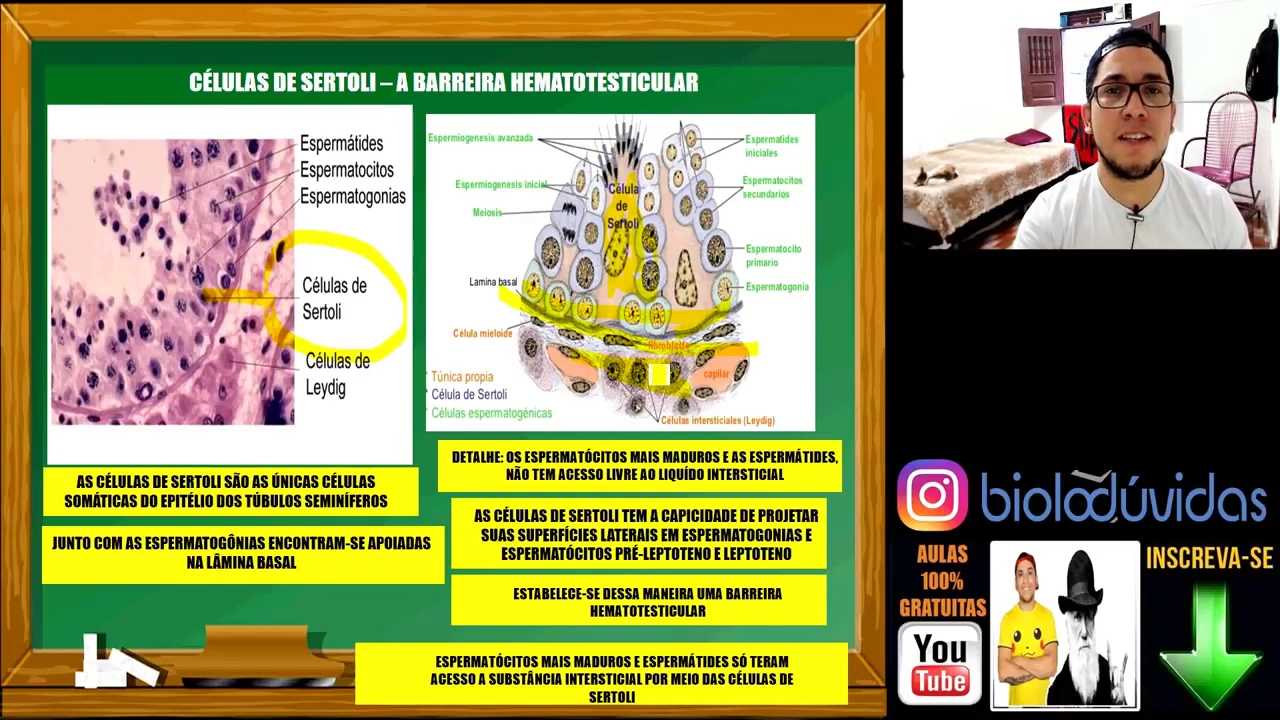 CÉLULAS DE SERTOLI – A BARREIRA HEMATOTESTICULAR
Espermátides
Espermatocitos
Espermatogonias
Células de
Sertoli
Células de
Leydig
Espermiogenesis avanzada
Espermiogenesis inicial
Meiosis
Lamina basal
Célula mieloide
Célula
de
Sertoli
Espermatides
iniciales
Espermatocitos
secundarios
Espermatocito
primario
Espermatogonia
fibroblasto
capilar
Células intersticiales (Leydig)
* Túnica propia
* Célula de Sertoli
* Células espermatogénicas
AS CÉLULAS DE SERTOLI SÃO AS ÚNICAS CÉLULAS
SOMÁTICAS DO EPITÉLIO DOS TÚBULOS SEMINÍFEROS
JUNTO COM AS ESPERMATOGÔNIAS ENCONTRAM-SE APOIADAS
NA LÂMINA BASAL
DETALHE: OS ESPERMATÓCITOS MAIS MADUROS E AS ESPERMÁTIDES,
NÃO TEM ACESSO LIVRE AO LIQUÍDO INTERSTICIAL
AS CÉLULAS DE SERTOLI TEM A CAPICIDADE DE PROJETAR
SUAS SUPERFÍCIES LATERAIS EM ESPERMATOGONIAS E
ESPERMATÓCITOS PRÉ-LEPTOTENO E LEPTOTENO
ESTABELECE-SE DESSA MANEIRA UMA BARREIRA
HEMATOTESTICULAR
ESPERMATÓCITOS MAIS MADUROS E ESPERMÁTIDES SÓ TERAM
ACESSO A SUBSTÂNCIA INTERSTICIAL POR MEIO DAS CÉLULAS DE
SERTOLI
biolodúvidas
AULAS
100%
GRATUITAS
You
Tube
INSCREVA-SE